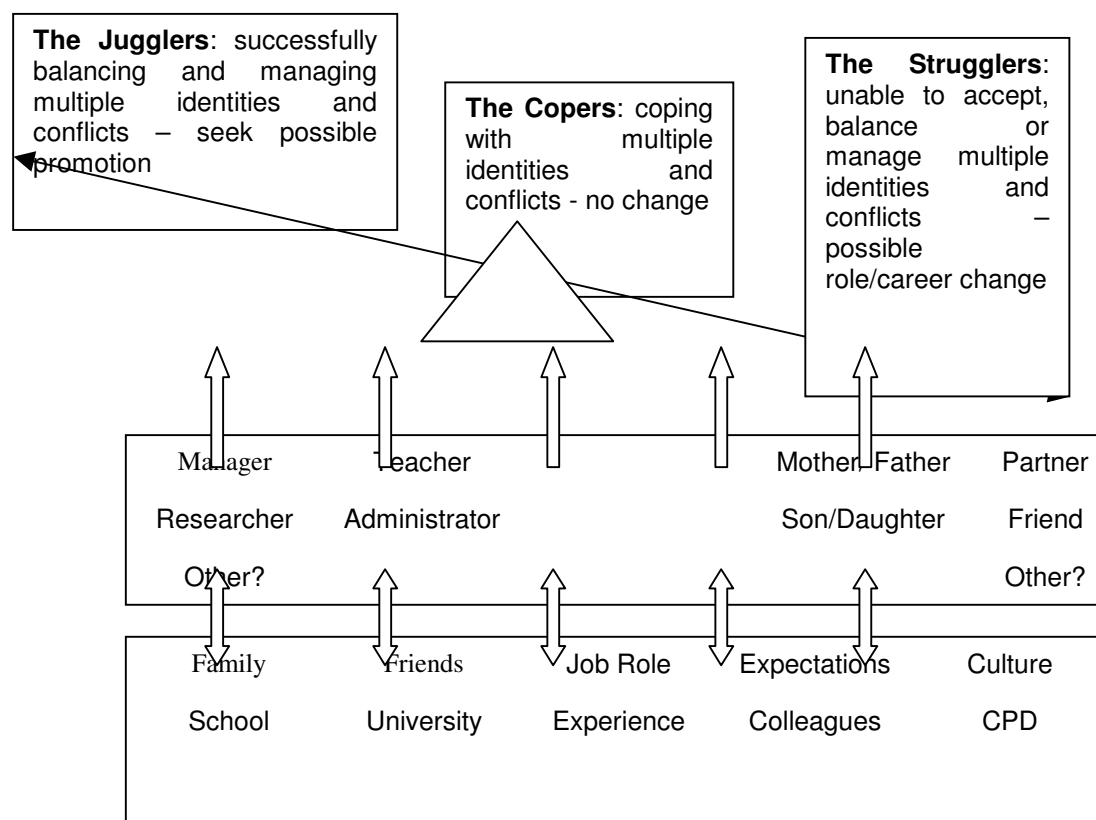 The Jugglers: successfully
balancing and managing
multiple identities and
conflicts – seek possible
promotion
The Copers: coping
with multiple
identities and
conflicts - no change
The Strugglers:
unable to accept,
balance or
manage multiple
identities and
conflicts –
possible
role/career change
Manager Teacher Mother/ Father Partner
Researcher Administrator Son/Daughter Friend
Other? Other?
Family Friends Job Role Expectations Culture
School University Experience Colleagues CPD